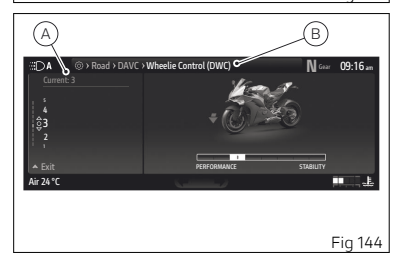 A
B
A
> Road > DAVC > Wheelie Control (DWC)
N Gear
09:16 am
Current: 3
5
4
3
2
1
Exit
3
PERFORMANCE
STABILITY
Air 24 °C
Fig 144